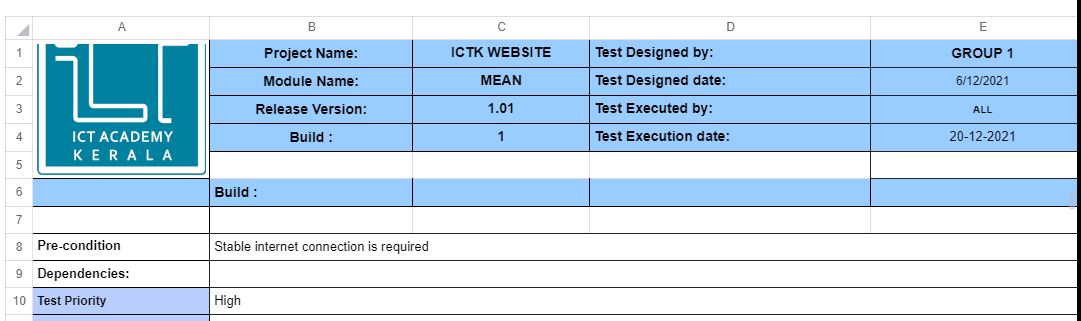 A B C D E
1 Project Name: ICTK WEBSITE Test Designed by: GROUP 1
2 Module Name: MEAN Test Designed date: 6/12/2021
3 Release Version: 1.01 Test Executed by: ALL
4 ICT ACADEMY Build : 1 Test Execution date: 20-12-2021
KERALA
5
6 Build :
7
8 Pre-condition Stable internet connection is required
9 Dependencies:
10 Test Priority High